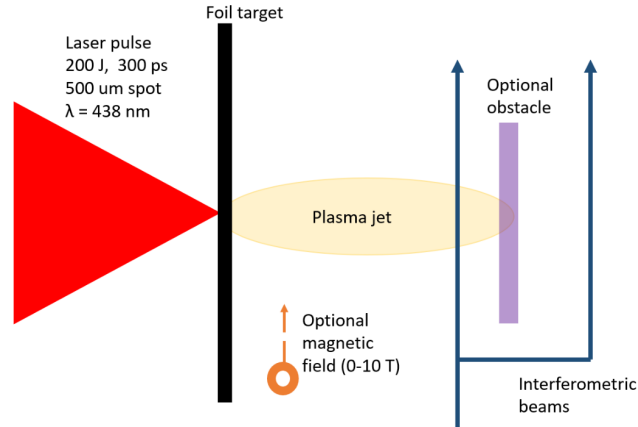 Foil target
Laser pulse
200 J,  300 ps
500 um spot
λ = 438 nm
Optional
obstacle
Plasma jet
Optional
magnetic
field (0-10 T)
Interferometric
beams